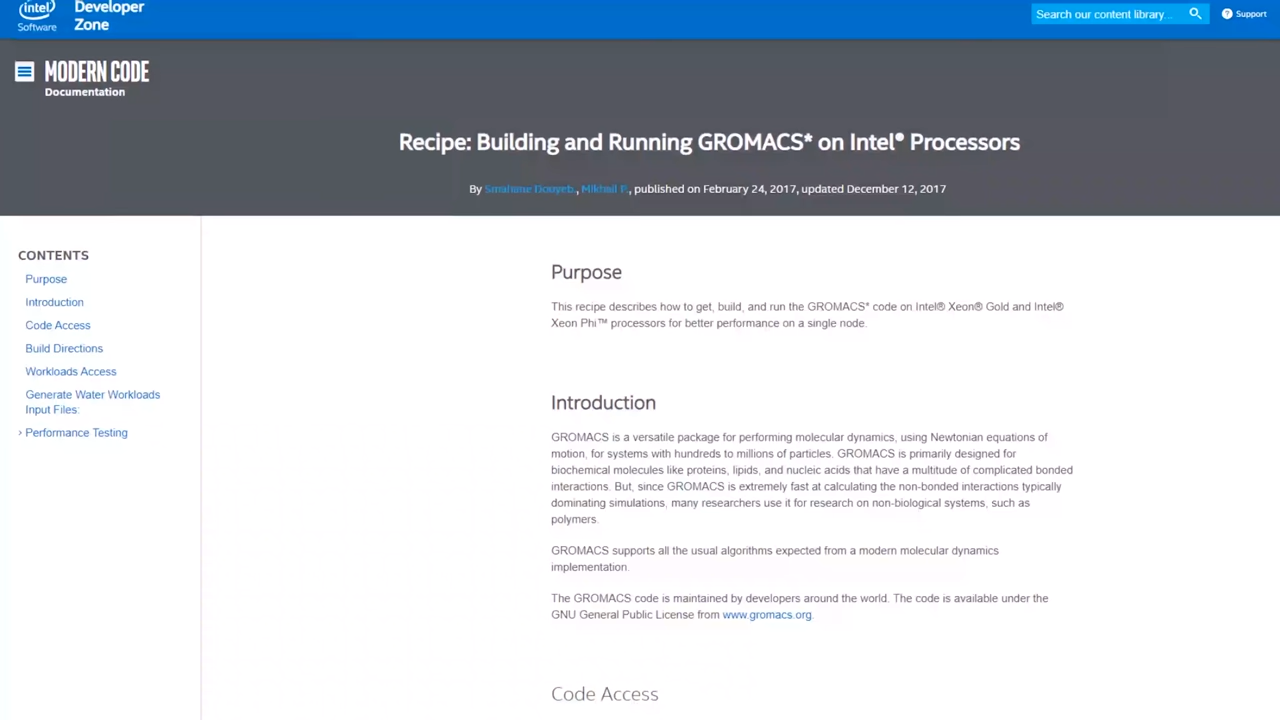 intel
Software
Developer
Zone
Search our content library...
? Support
MODERN CODE
Documentation
Recipe: Building and Running GROMACS* on Intel® Processors
By Smahane Douyeb, Mikhail P., published on February 24, 2017, updated December 12, 2017
CONTENTS
Purpose
Introduction
Code Access
Build Directions
Workloads Access
Generate Water Workloads
Input Files:
› Performance Testing
Purpose
This recipe describes how to get, build, and run the GROMACS* code on Intel® Xeon® Gold and Intel®
Xeon Phi™ processors for better performance on a single node.
Introduction
GROMACS is a versatile package for performing molecular dynamics, using Newtonian equations of
motion, for systems with hundreds to millions of particles. GROMACS is primarily designed for
biochemical molecules like proteins, lipids, and nucleic acids that have a multitude of complicated bonded
interactions. But, since GROMACS is extremely fast at calculating the non-bonded interactions typically
dominating simulations, many researchers use it for research on non-biological systems, such as
polymers.
GROMACS supports all the usual algorithms expected from a modern molecular dynamics
implementation.
The GROMACS code is maintained by developers around the world. The code is available under the
GNU General Public License from www.gromacs.org.
Code Access